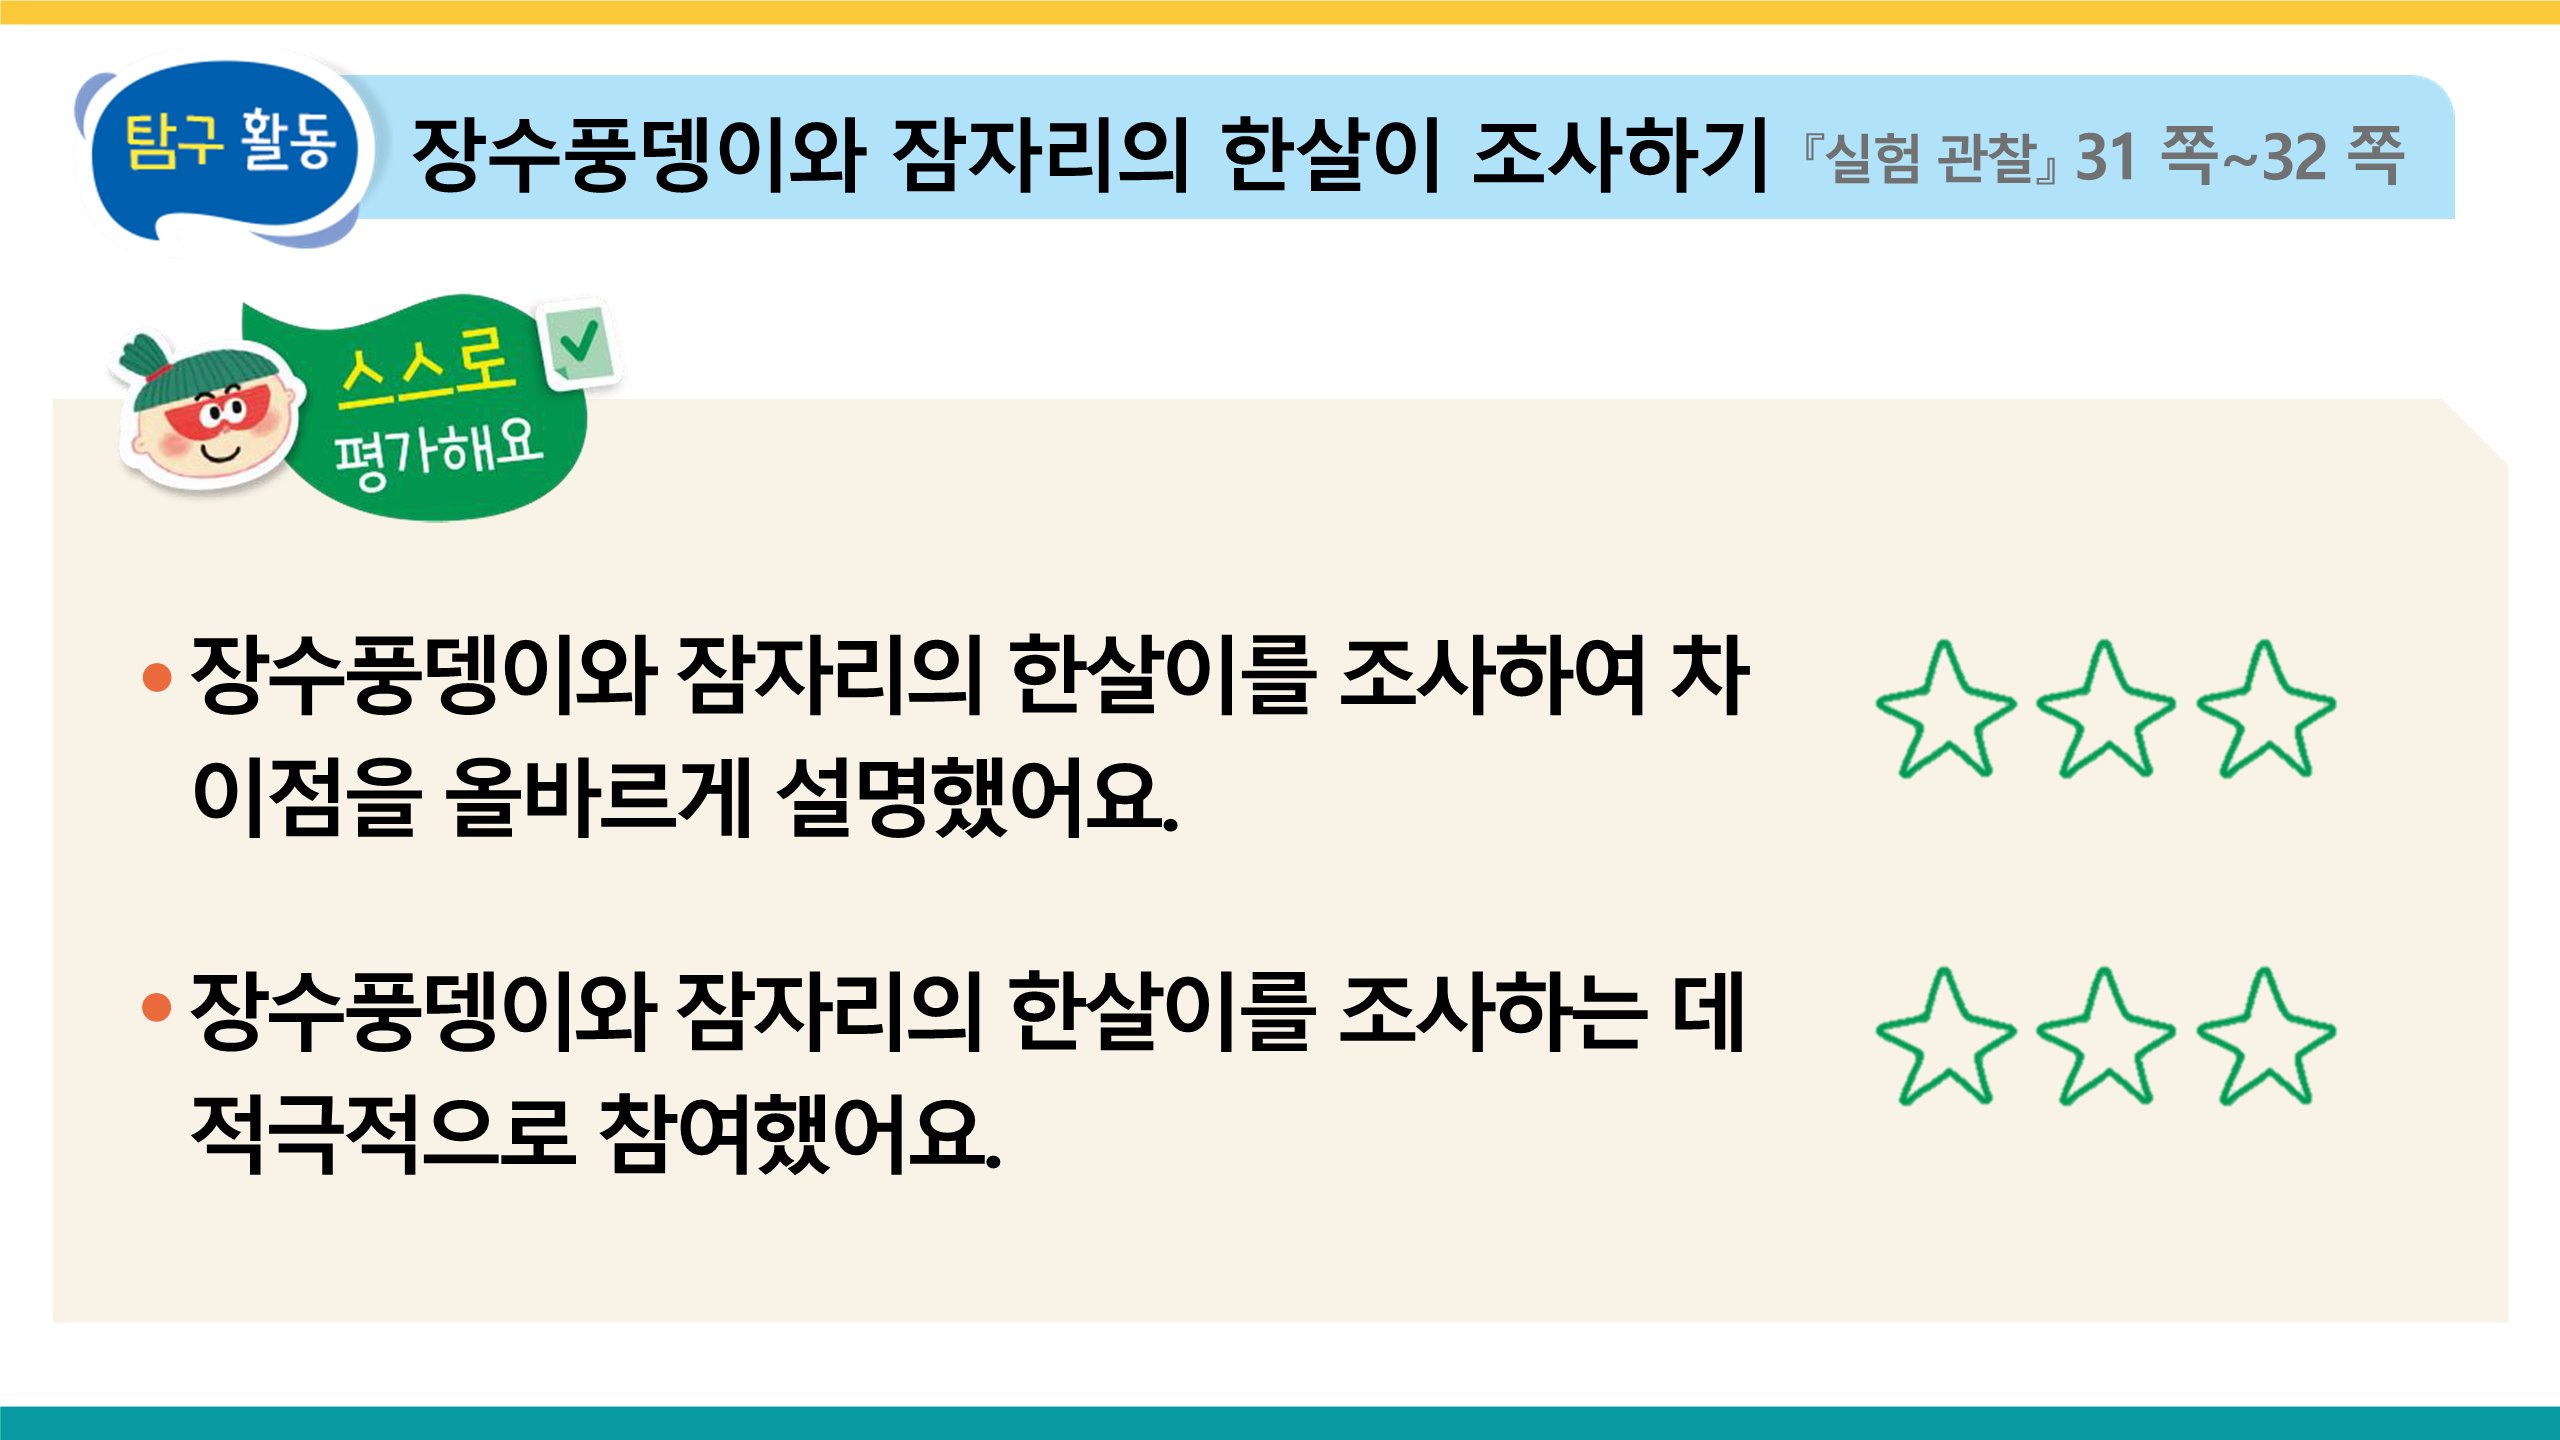 탐구 활동
장수풍뎅이와 잠자리의 한살이 조사하기 『실험 관찰』 31 쪽~32 쪽
스스로
평가해요
• 장수풍뎅이와 잠자리의 한살이를 조사하여 차
이점을 올바르게 설명했어요.
• 장수풍뎅이와 잠자리의 한살이를 조사하는 데
적극적으로 참여했어요.